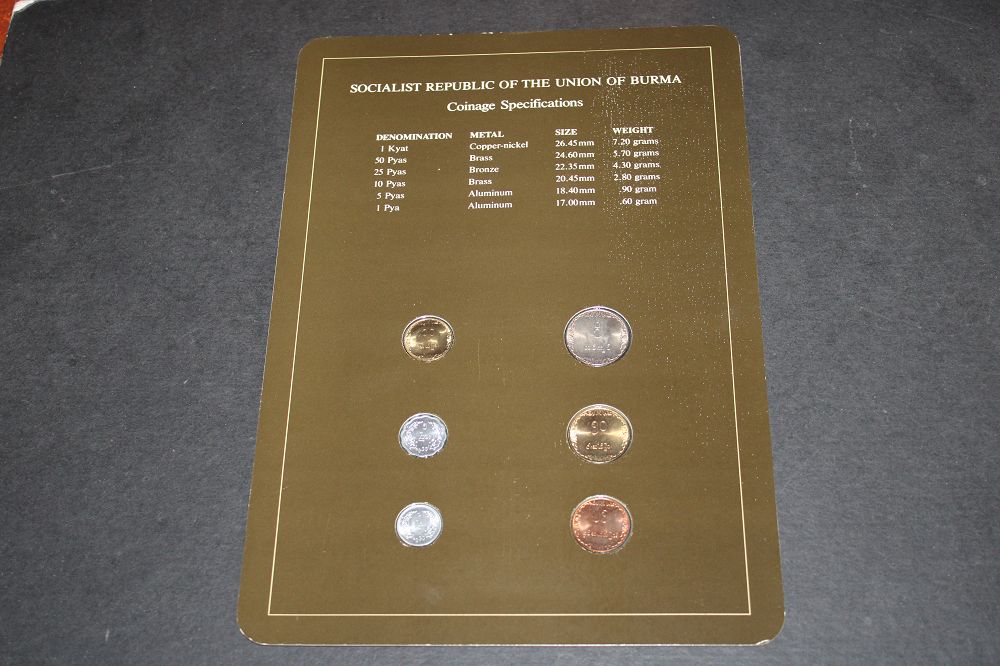 SOCIALIST REPUBLIC OF THE UNION OF BURMA
Coinage Specifications
DENOMINATION METAL SIZE WEIGHT
1 Kyat Copper-nickel 26.45mm 7.20 grams
50 Pyas Brass 24.60mm 5.70 grams
25 Pyas Bronze 22.35mm 4.30 grams
10 Pyas Brass 20.45mm 2.80 grams
5 Pyas Aluminum 18.40mm .90 gram
1 Pya Aluminum 17.00mm .60 gram